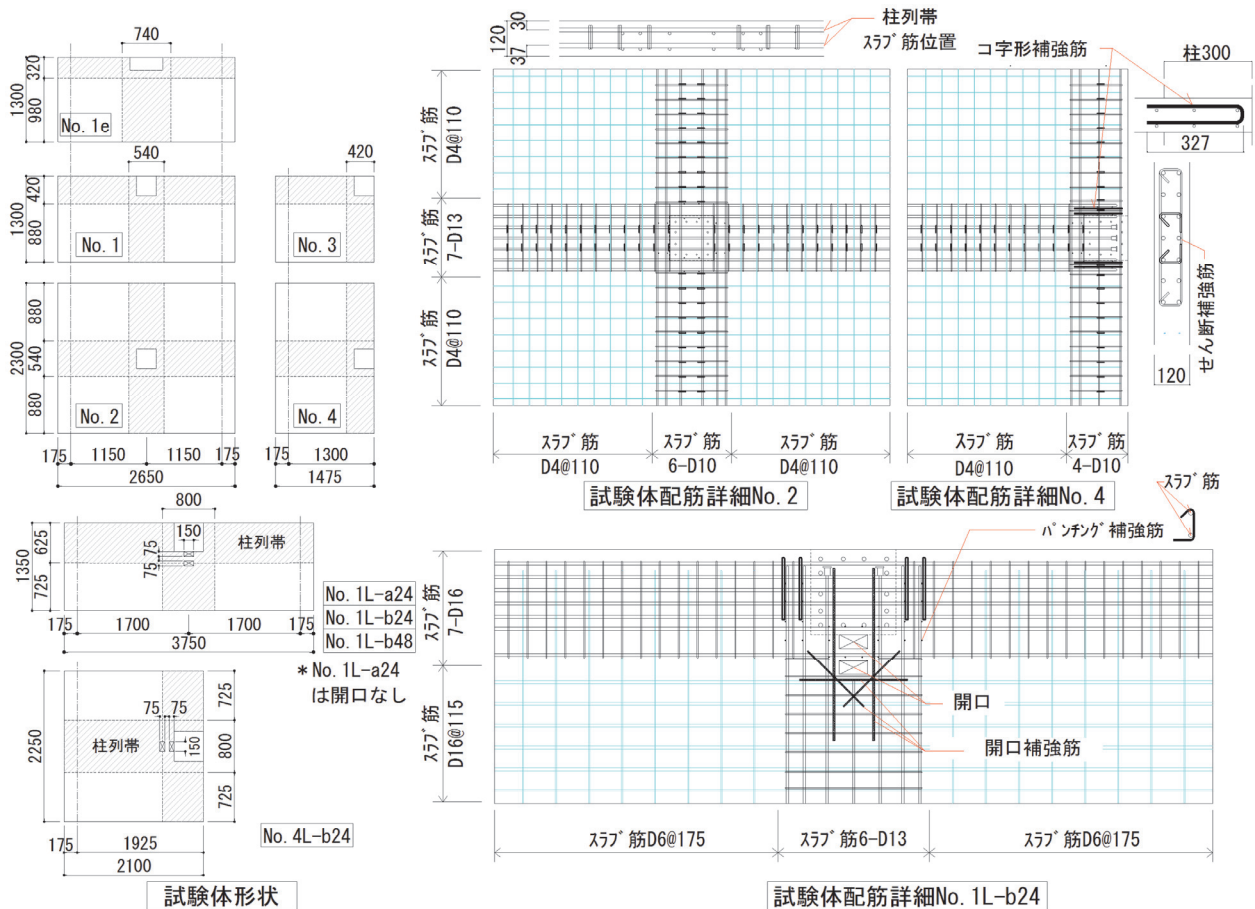 740
320
980
1300
No. 1e
540
420
880
1300
No. 1
420
No. 3
880
540
880
2300
No. 2
No. 4
175
1150
1150
175
2650
175
1300
1475
800
150
75
75
625
725
1350
柱列帯
175
1700
1700
175
3750
No. 1L-a24
No. 1L-b24
No. 1L-b48
*No. 1L-a24
は開口なし
75
75
150
柱列帯
725
800
725
2250
175
1925
2100
No. 4L-b24
試験体形状
30
120
37
柱列帯
スラブ筋位置
コ字形補強筋
柱300
327
せん断補強筋
120
スラブ筋
D4@110
スラブ筋
7-D13
スラブ筋
D4@110
スラブ筋
D4@110
スラブ筋
6-D10
スラブ筋
D4@110
試験体配筋詳細No. 2
スラブ筋
D4@110
スラブ筋
4-D10
試験体配筋詳細No. 4
スラブ筋
パンチング補強筋
スラブ筋
7-D16
スラブ筋
D16@115
開口
開口補強筋
スラブ筋D6@175
スラブ筋6-D13
スラブ筋D6@175
試験体配筋詳細No. 1L-b24